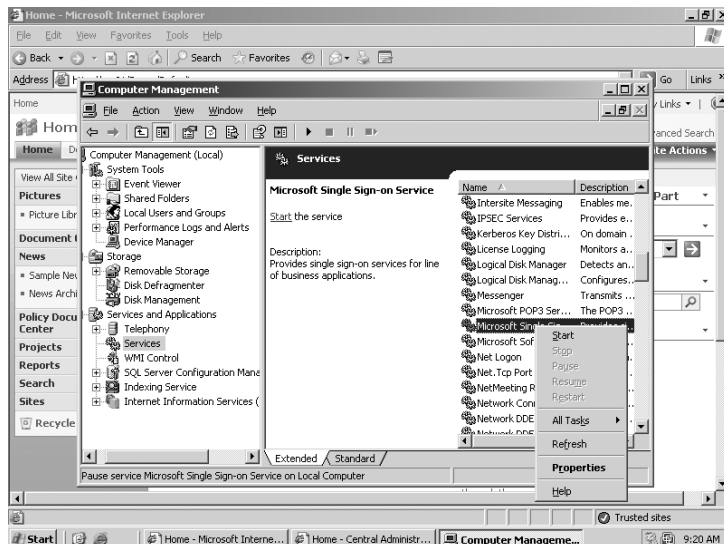 Home - Microsoft Internet Explorer
File Edit View Favorites Tools Help
Back Search Favorites
Address Go Links
Home Links
Hom anced Search
Home te Actions
View All Site
Pictures
Picture Libr
Document
News
Sample Nev
News Archi
Policy Docu
Center
Projects
Reports
Search
Sites
Recycle
Part
Computer Management
File Action View Window Help
Computer Management (Local)
System Tools
Event Viewer
Shared Folders
Local Users and Groups
Performance Logs and Alerts
Device Manager
Storage
Removable Storage
Disk Defragmenter
Disk Management
Services and Applications
Telephony
Services
WMI Control
SQL Server Configuration Mana
Indexing Service
Internet Information Services (
Services
Microsoft Single Sign-on Service
Start the service
Description:
Provides single sign-on services for line
of business applications.
Name Description
Intersite Messaging Enables me..
IPSEC Services Provides e..
Kerberos Key Distri... On domain .
License Logging Monitors a..
Logical Disk Manager Detects an..
Logical Disk Manag... Configures..
Messenger Transmits ...
Microsoft POP3 Ser... The POP3 .
Microsoft Single Sig
Microsoft Sof
Net Logon
Net.Tcp Port
NetMeeting R
Network Conn
Network DDE
Network DDE
Start
Stop
Pause
Resume
Restart
All Tasks
Refresh
Properties
Help
Extended Standard
Pause service Microsoft Single Sign-on Service on Local Computer
Trusted sites
Start Home - Microsoft Interne... Home - Central Administr... Computer Manageme... 9:20 AM